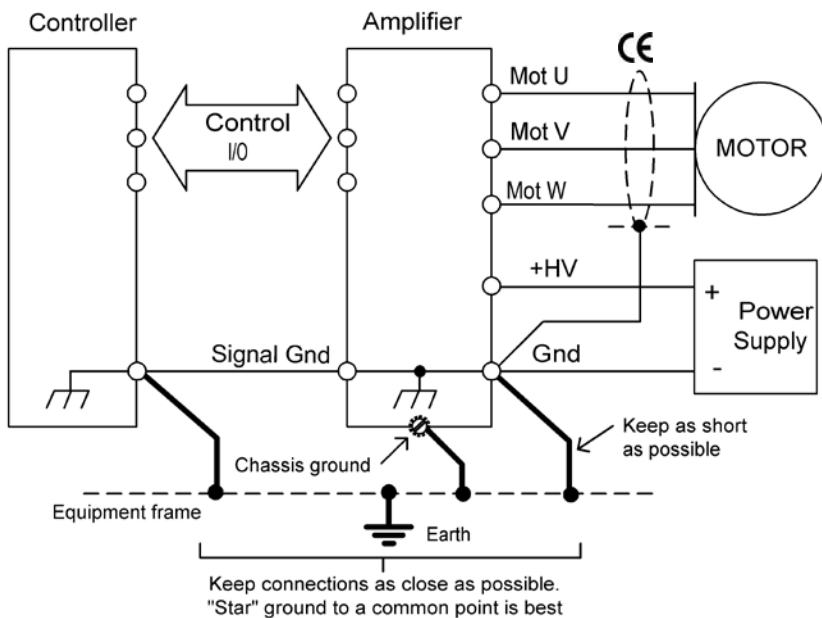 Controller
Amplifier
CE
Mot U
Control
I/O
Mot V
MOTOR
Mot W
+HV
+
Power
Supply
Signal Gnd
Gnd
-
Keep as short
as possible
Chassis ground
Equipment frame
Earth
Keep connections as close as possible.
"Star" ground to a common point is best